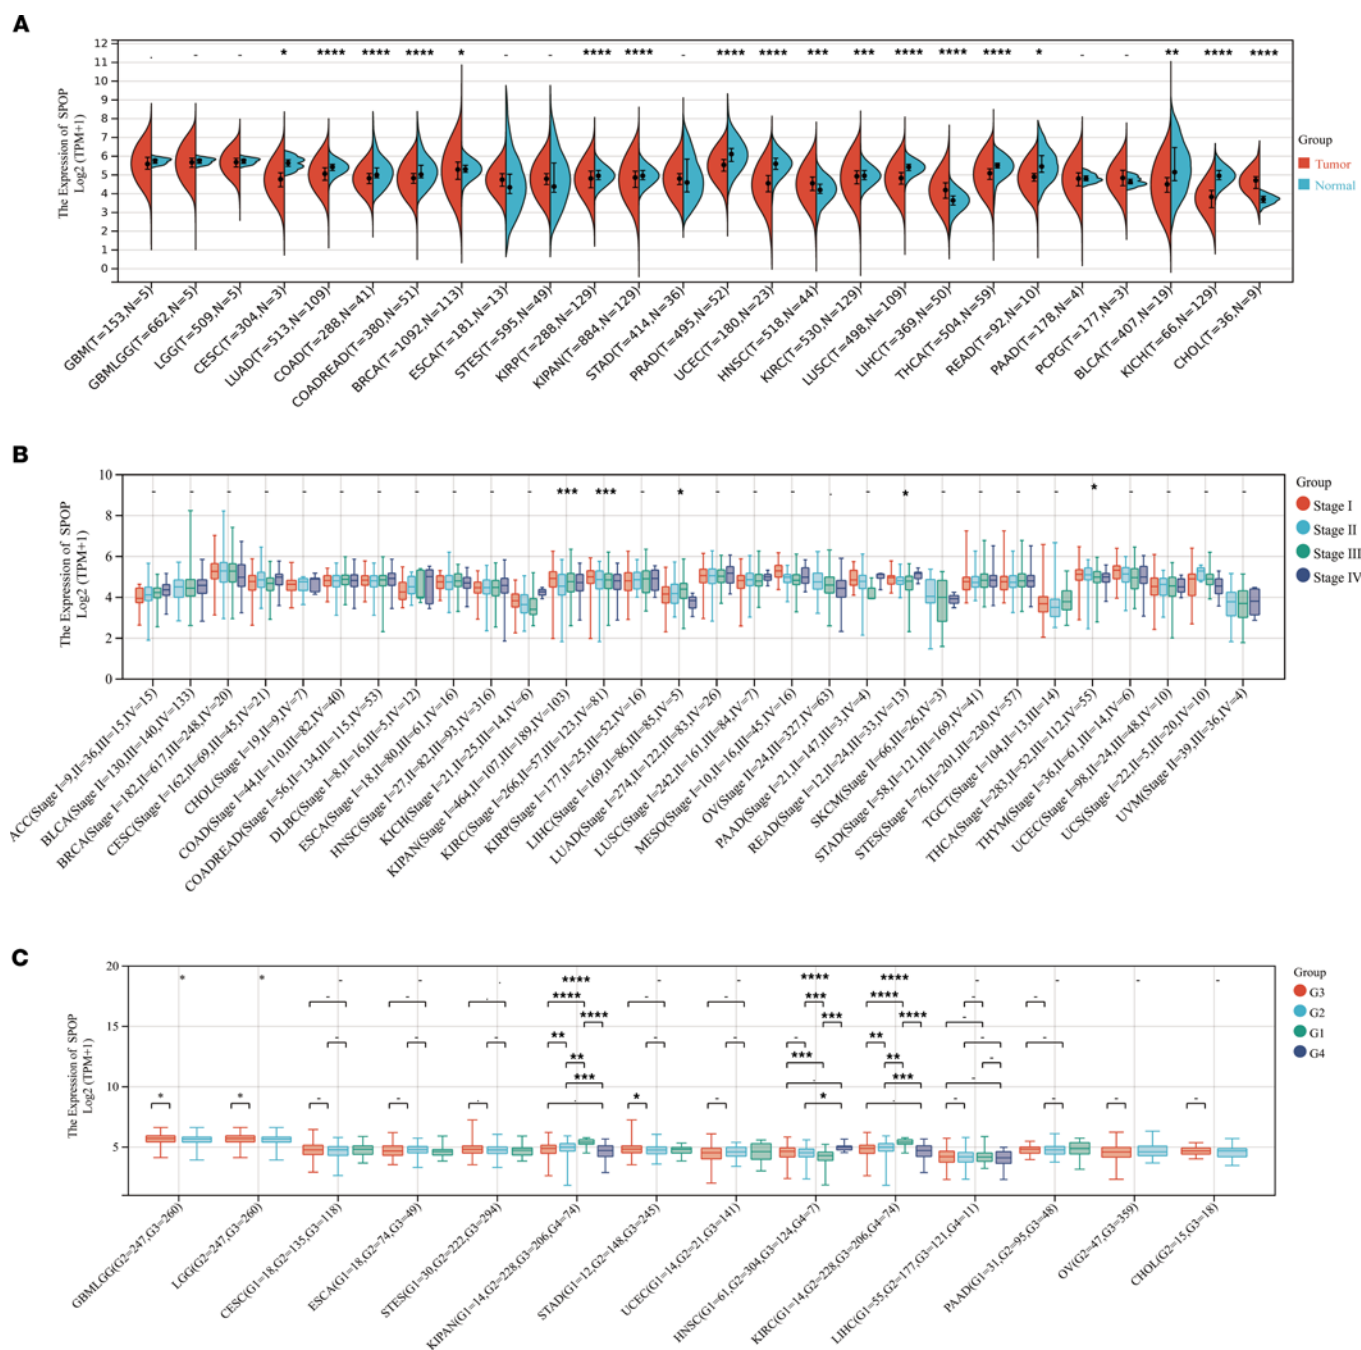 A
The Expression of SPOP
Log2 (TPM+1)
12
11
10
9
8
7
6
5
4
3
2
1
0
. - - * **** **** **** * - - **** **** - **** **** *** *** **** **** **** * - - ** **** ****
Group
Tumor
Normal
GBM(T=153,N=5)
GBMLGG(T=662,N=5)
LGG(T=509,N=5)
CESC(T=304,N=3)
LUAD(T=513,N=109)
COAD(T=288,N=41)
COADREAD(T=380,N=51)
BRCA(T=1092,N=113)
ESCA(T=181,N=13)
STES(T=595,N=49)
KIRP(T=288,N=129)
KIPAN(T=884,N=129)
STAD(T=414,N=36)
PRAD(T=495,N=52)
UCEC(T=180,N=23)
HNSC(T=518,N=44)
KIRC(T=530,N=129)
LUSC(T=498,N=109)
LIHC(T=369,N=50)
THCA(T=504,N=59)
READ(T=92,N=10)
PAAD(T=178,N=4)
PCPG(T=177,N=3)
BLCA(T=407,N=19)
KICH(T=66,N=129)
CHOL(T=36,N=9)
B
The Expression of SPOP
Log2 (TPM+1)
10
8
6
4
2
0
- - - - - - - - - - - *** *** - * - - - . - * - - - - * - - - -
Group
Stage I
Stage II
Stage III
Stage IV
ACC(Stage I=9,II=36,III=15,IV=15)
BLCA(Stage II=130,III=140,IV=133)
BRCA(Stage I=182,II=617,III=248,IV=20)
CESC(Stage I=162,II=69,III=45,IV=21)
CHOL(Stage I=19,II=9,IV=7)
COAD(Stage I=44,II=110,III=82,IV=40)
COADREAD(Stage I=56,II=134,III=115,IV=53)
DLBC(Stage I=8,II=16,III=5,IV=12)
ESCA(Stage I=18,II=80,III=61,IV=16)
HNSC(Stage I=27,II=82,III=93,IV=316)
KICH(Stage I=21,II=25,III=14,IV=6)
KIPAN(Stage I=464,II=107,III=189,IV=103)
KIRC(Stage I=266,II=57,III=123,IV=81)
KIRP(Stage I=177,II=25,III=52,IV=16)
LIHC(Stage I=169,II=86,III=85,IV=5)
LUAD(Stage I=274,II=122,III=83,IV=26)
LUSC(Stage I=242,II=161,III=84,IV=7)
MESO(Stage I=10,II=16,III=45,IV=16)
OV(Stage II=24,III=327,IV=63)
PAAD(Stage I=21,II=147,III=3,IV=4)
READ(Stage I=12,II=24,III=33,IV=13)
SKCM(Stage II=66,III=26,IV=3)
STAD(Stage I=58,II=121,III=169,IV=41)
STES(Stage I=76,II=201,III=230,IV=57)
TGCT(Stage I=104,II=13,III=14)
THCA(Stage I=283,II=52,III=112,IV=55)
THYM(Stage I=36,II=61,III=14,IV=6)
UCEC(Stage I=98,II=24,III=48,IV=10)
UCS(Stage I=22,II=5,III=20,IV=10)
UVM(Stage II=39,III=36,IV=4)
C
The Expression of SPOP
Log2 (TPM+1)
20
15
10
5
* * - - . **** - - **** **** - - - -
- - . **** - - *** **** - -
**** *** **** -
- - - ** - - - ** -
** *** ** -
*** . *** -
* * - - . . * - * . - - - -
Group
G3
G2
G1
G4
GBMLGG(G2=247,G3=260)
LGG(G2=247,G3=260)
CESC(G1=18,G2=135,G3=118)
ESCA(G1=18,G2=74,G3=49)
STES(G1=30,G2=222,G3=294)
KIPAN(G1=14,G2=228,G3=206,G4=74)
STAD(G1=12,G2=148,G3=245)
UCEC(G1=14,G2=21,G3=141)
HNSC(G1=61,G2=304,G3=124,G4=7)
KIRC(G1=14,G2=228,G3=206,G4=74)
LIHC(G1=55,G2=177,G3=121,G4=11)
PAAD(G1=31,G2=95,G3=48)
OV(G2=47,G3=359)
CHOL(G2=15,G3=18)